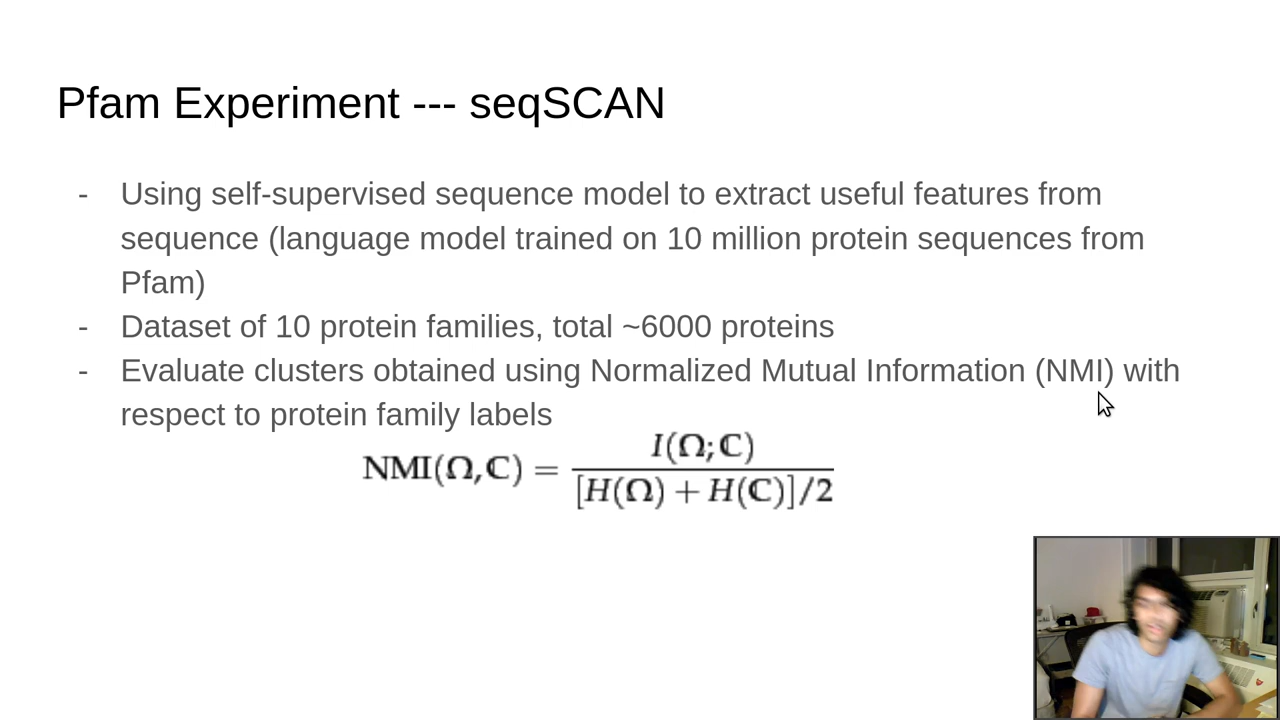 Pfam Experiment --- seqSCAN
- Using self-supervised sequence model to extract useful features from
sequence (language model trained on 10 million protein sequences from
Pfam)
- Dataset of 10 protein families, total ~6000 proteins
- Evaluate clusters obtained using Normalized Mutual Information (NMI) with
respect to protein family labels
NMI(Ω, ℂ) = I(Ω; ℂ) / [H(Ω) + H(ℂ)]/2